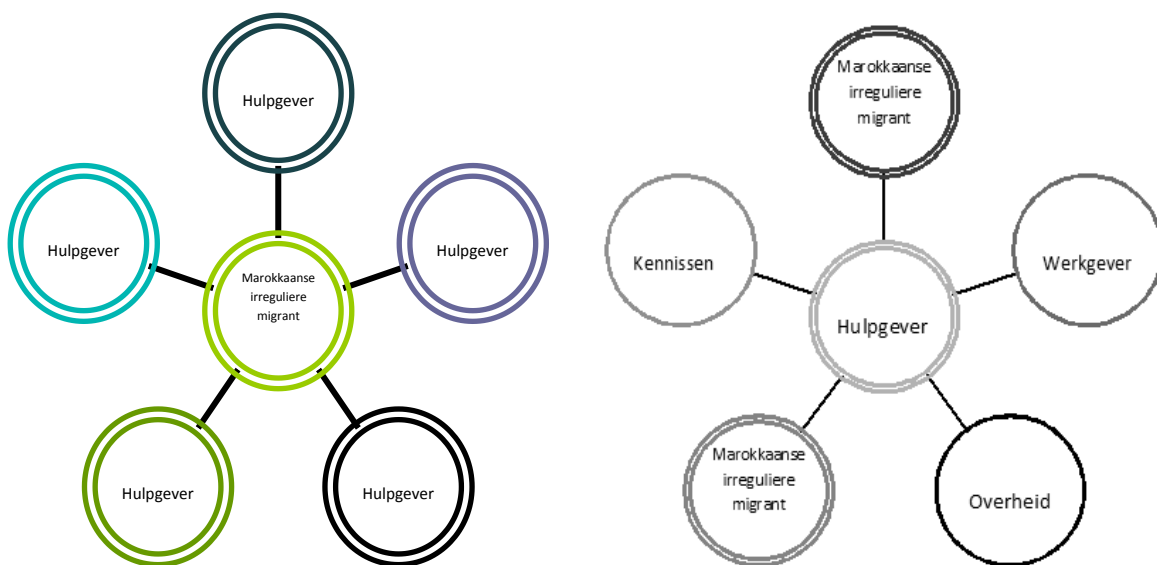 Hulpgever
Hulpgever
Hulpgever
Marokkaanse
irreguliere
migrant
Hulpgever
Hulpgever
Marokkaanse
irreguliere
migrant
Kennissen
Werkgever
Hulpgever
Marokkaanse
irreguliere
migrant
Overheid